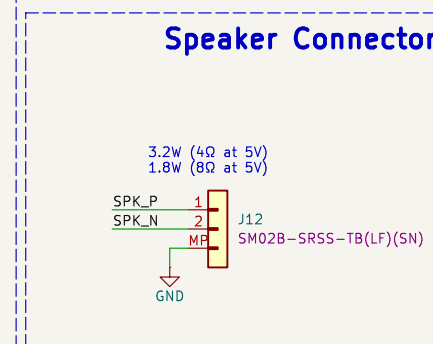 Speaker Connector
3.2W (4Ω at 5V)
1.8W (8Ω at 5V)
SPK_P 1
SPK_N 2
MP
J12
SM02B-SRSS-TB(LF)(SN)
GND